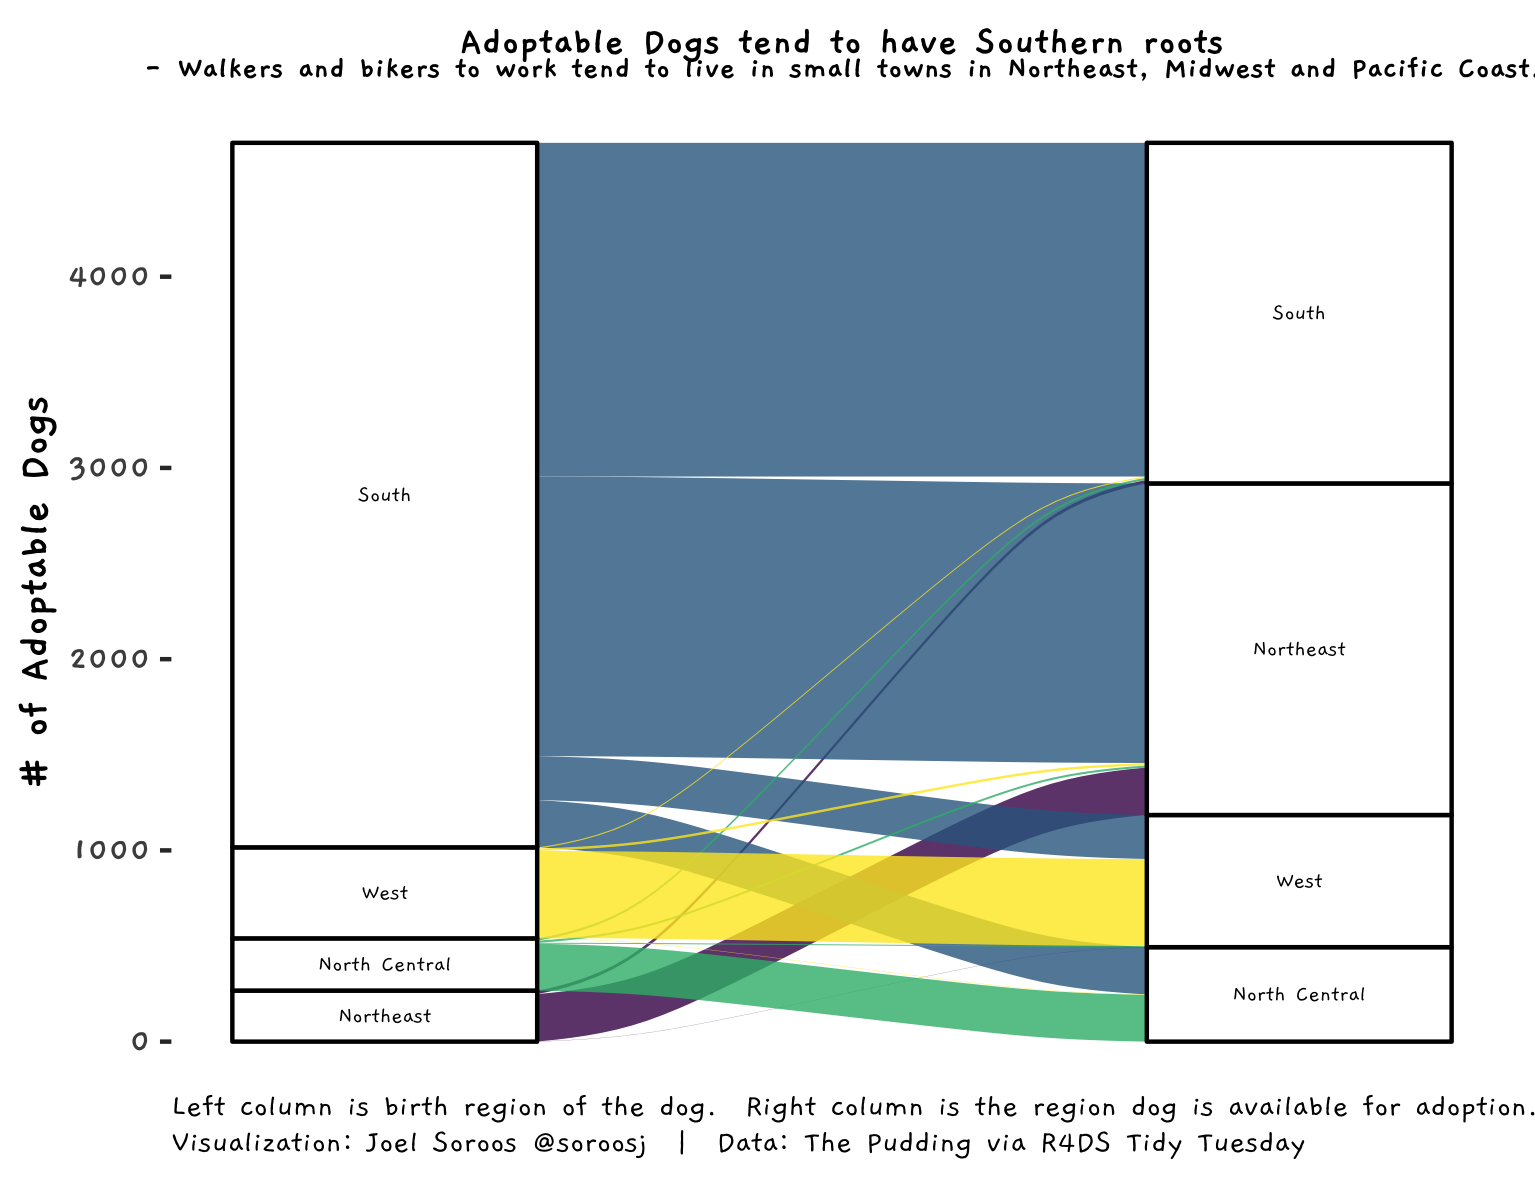 Adoptable Dogs tend to have Southern roots
- Walkers and bikers to work tend to live in small towns in Northeast, Midwest and Pacific Coast.
# of Adoptable Dogs
4000
3000
2000
1000
0
South
West
North Central
Northeast
South
Northeast
West
North Central
Left column is birth region of the dog. Right column is the region dog is available for adoption.
Visualization: Joel Soroos @soroosj | Data: The Pudding via R4DS Tidy Tuesday